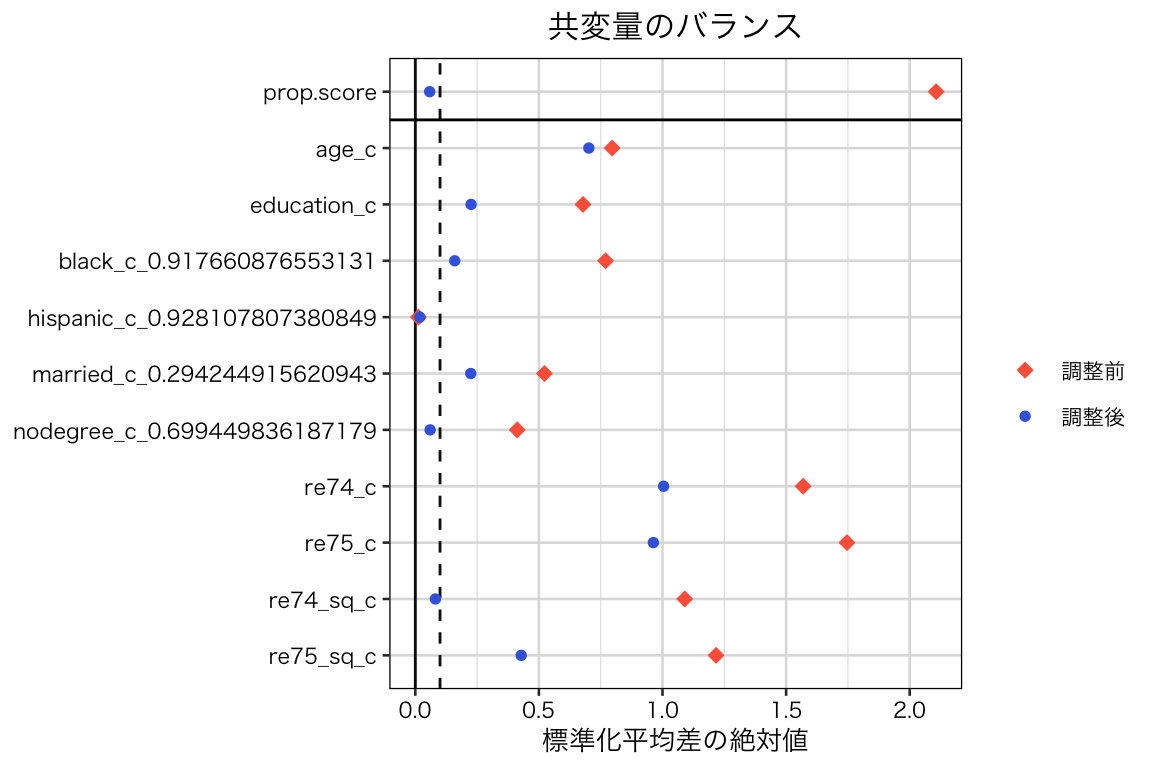 共変量のバランス
prop.score
age_c
education_c
black_c_0.917660876553131
hispanic_c_0.928107807380849
married_c_0.294244915620943
nodegree_c_0.699449836187179
re74_c
re75_c
re74_sq_c
re75_sq_c
0.0 0.5 1.0 1.5 2.0
標準化平均差の絶対値
調整前
調整後